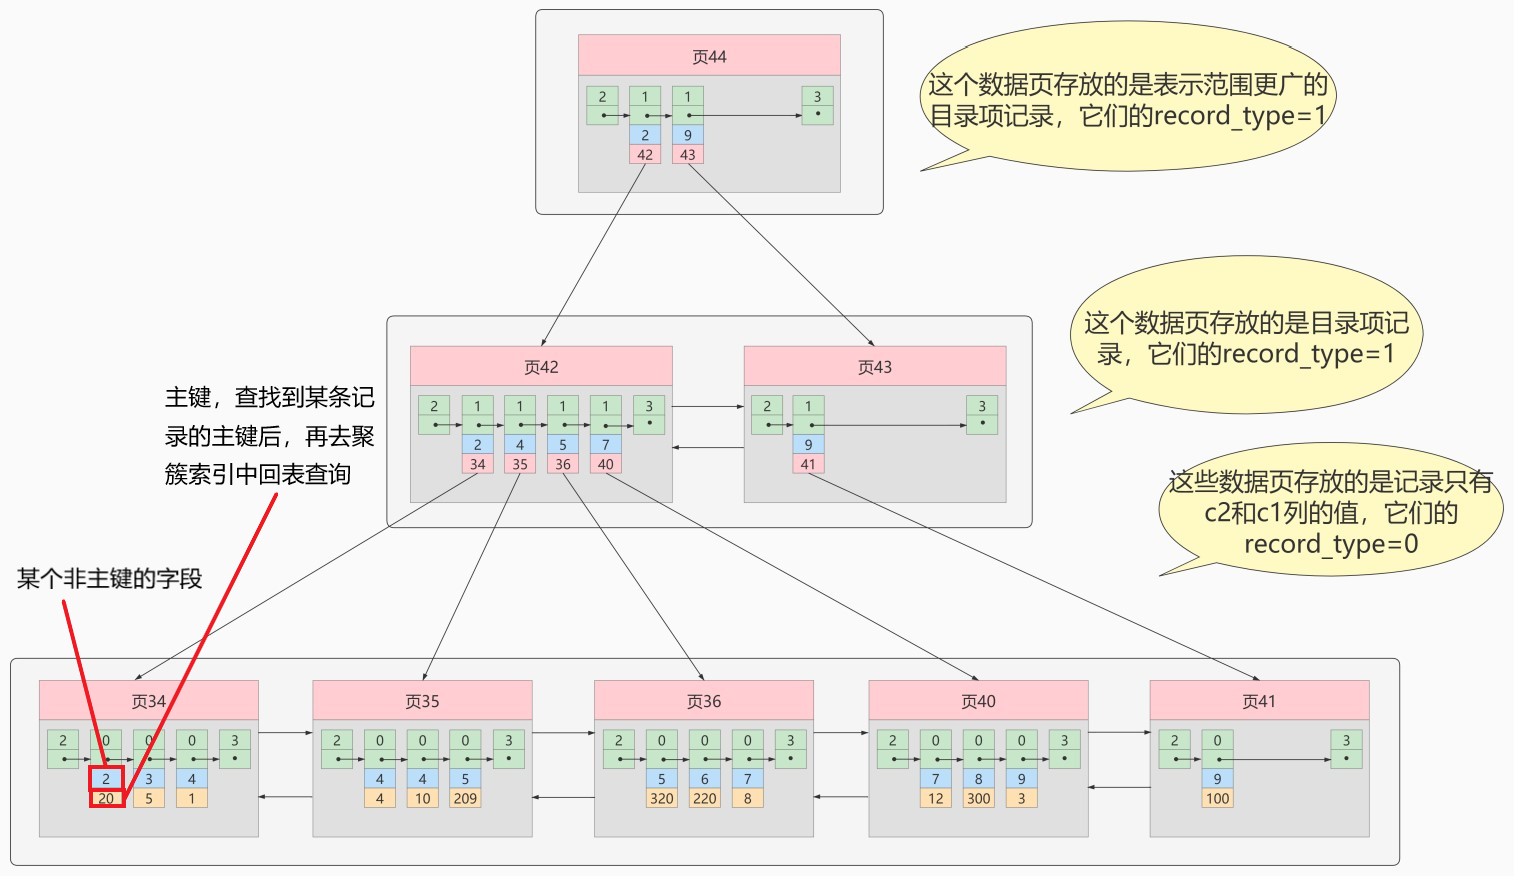 页44
2 1 1 3
2 9
42 43
这个数据页存放的是表示范围更广的
目录项记录，它们的record_type=1
页42
2 1 1 1 1 3
2 4 5 7
34 35 36 40
页43
2 1 3
9
41
这个数据页存放的是目录项记
录，它们的record_type=1
主键，查找到某条记
录的主键后，再去聚
簇索引中回表查询
这些数据页存放的是记录只有
c2和c1列的值，它们的
record_type=0
某个非主键的字段
页34
2 0 0 0 3
2 3 4
20 5 1
页35
2 0 0 0 3
4 4 5
4 10 209
页36
2 0 0 0 3
5 6 7
320 220 8
页40
2 0 0 0 3
7 8 9
12 300 3
页41
2 0 3
9
100